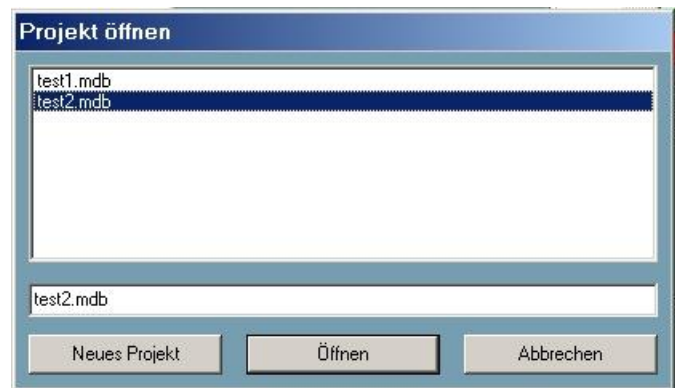 Projekt öffnen
test1.mdb
test2.mdb
test2.mdb
Neues Projekt
Öffnen
Abbrechen